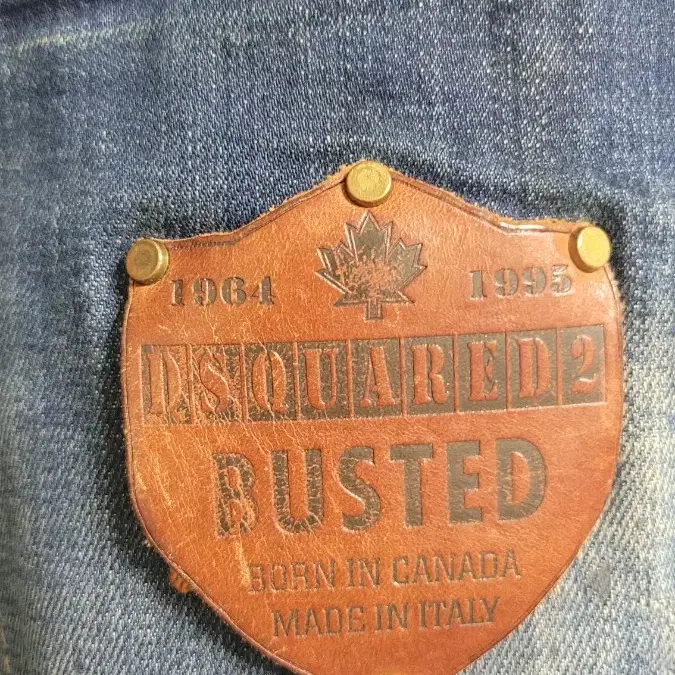 1964 1995
DSQUARED2
BUSTED
BORN IN CANADA
MADE IN ITALY